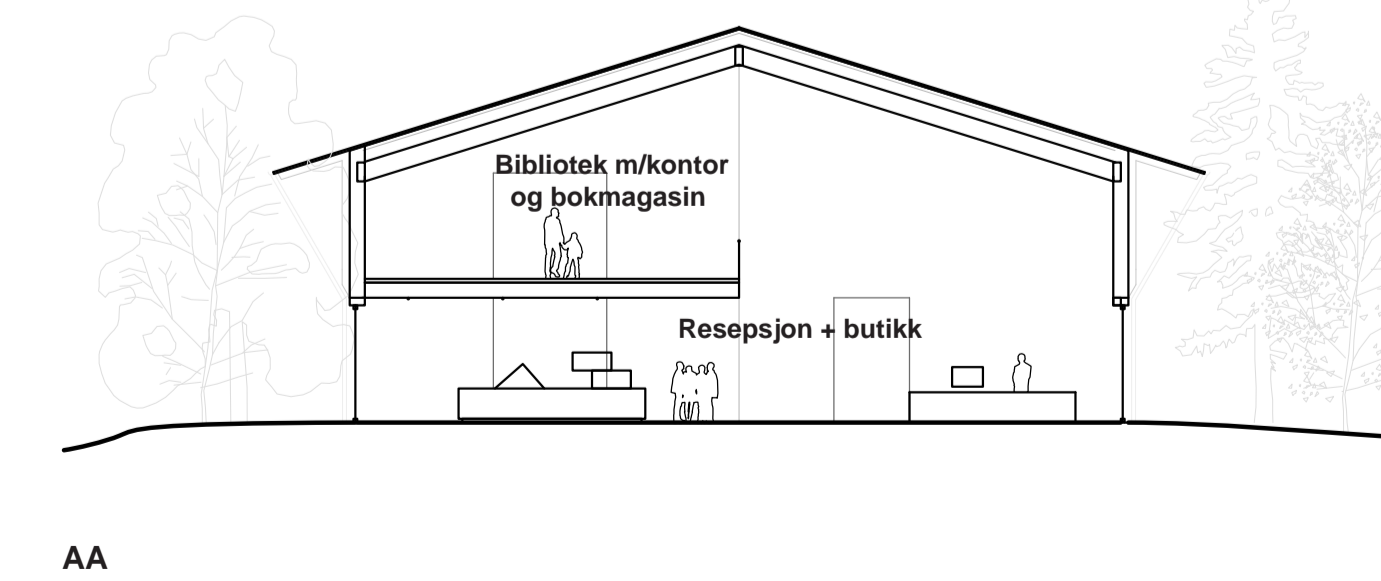 Bibliotek m/kontor
og bokmagasin
Resepsjon + butikk
AA